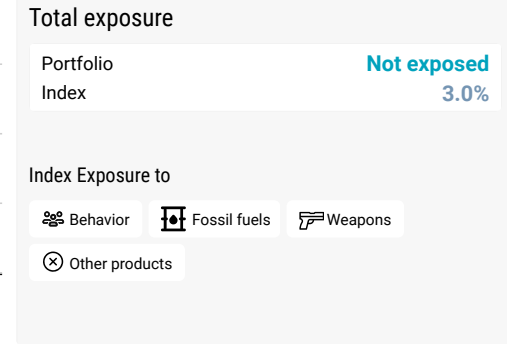 Total exposure
Portfolio Not exposed
Index 3.0%
Index Exposure to
Behavior Fossil fuels Weapons
Other products